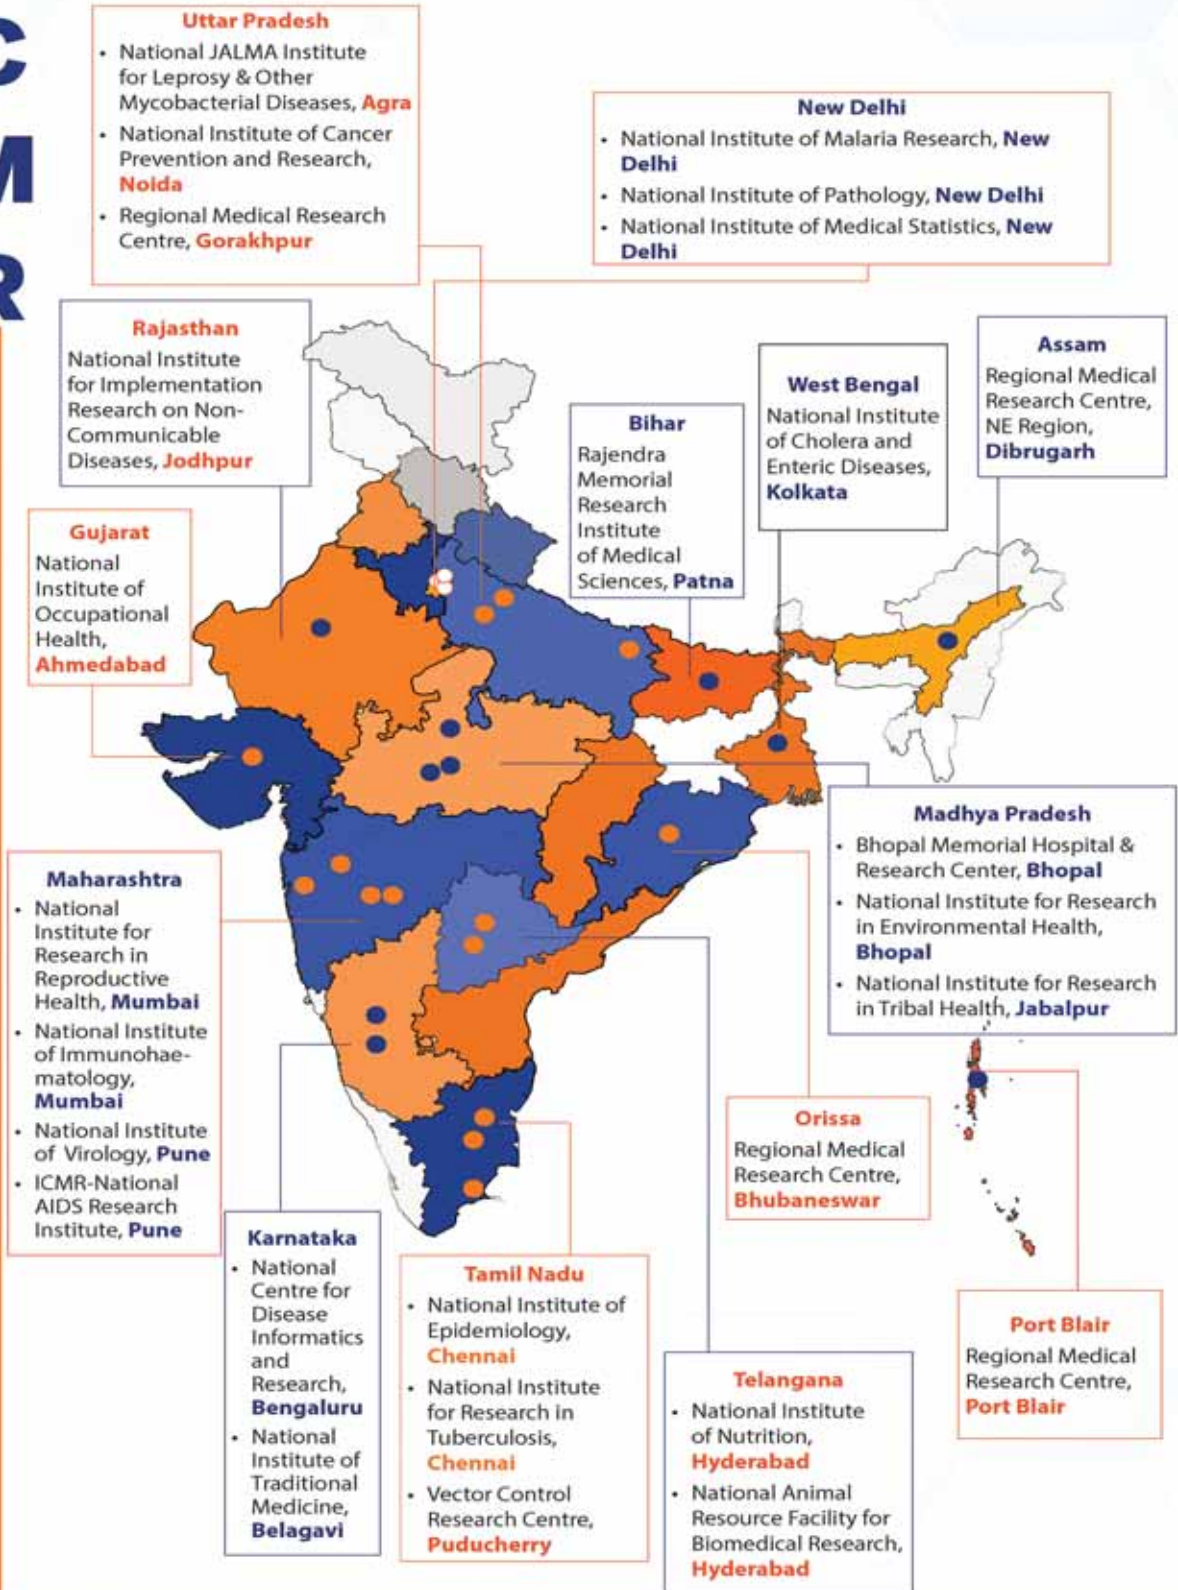 C
M
R
Uttar Pradesh
• National JALMA Institute
for Leprosy & Other
Mycobacterial Diseases, Agra
• National Institute of Cancer
Prevention and Research,
Noida
• Regional Medical Research
Centre, Gorakhpur
New Delhi
• National Institute of Malaria Research, New
Delhi
• National Institute of Pathology, New Delhi
• National Institute of Medical Statistics, New
Delhi
Rajasthan
National Institute
for Implementation
Research on Non-
Communicable
Diseases, Jodhpur
Assam
Regional Medical
Research Centre,
NE Region,
Dibrugarh
West Bengal
National Institute
of Cholera and
Enteric Diseases,
Kolkata
Bihar
Rajendra
Memorial
Research
Institute
of Medical
Sciences, Patna
Gujarat
National
Institute of
Occupational
Health,
Ahmedabad
Madhya Pradesh
• Bhopal Memorial Hospital &
Research Center, Bhopal
• National Institute for Research
in Environmental Health,
Bhopal
• National Institute for Research
in Tribal Health, Jabalpur
Maharashtra
• National
Institute for
Research in
Reproductive
Health, Mumbai
• National Institute
of Immunohae-
matology,
Mumbai
• National Institute
of Virology, Pune
• ICMR-National
AIDS Research
Institute, Pune
Orissa
Regional Medical
Research Centre,
Bhubaneswar
Karnataka
• National
Centre for
Disease
Informatics
and
Research,
Bengaluru
• National
Institute of
Traditional
Medicine,
Belagavi
Tamil Nadu
• National Institute of
Epidemiology,
Chennai
• National Institute
for Research in
Tuberculosis,
Chennai
• Vector Control
Research Centre,
Puducherry
Telangana
• National Institute
of Nutrition,
Hyderabad
• National Animal
Resource Facility for
Biomedical Research,
Hyderabad
Port Blair
Regional Medical
Research Centre,
Port Blair